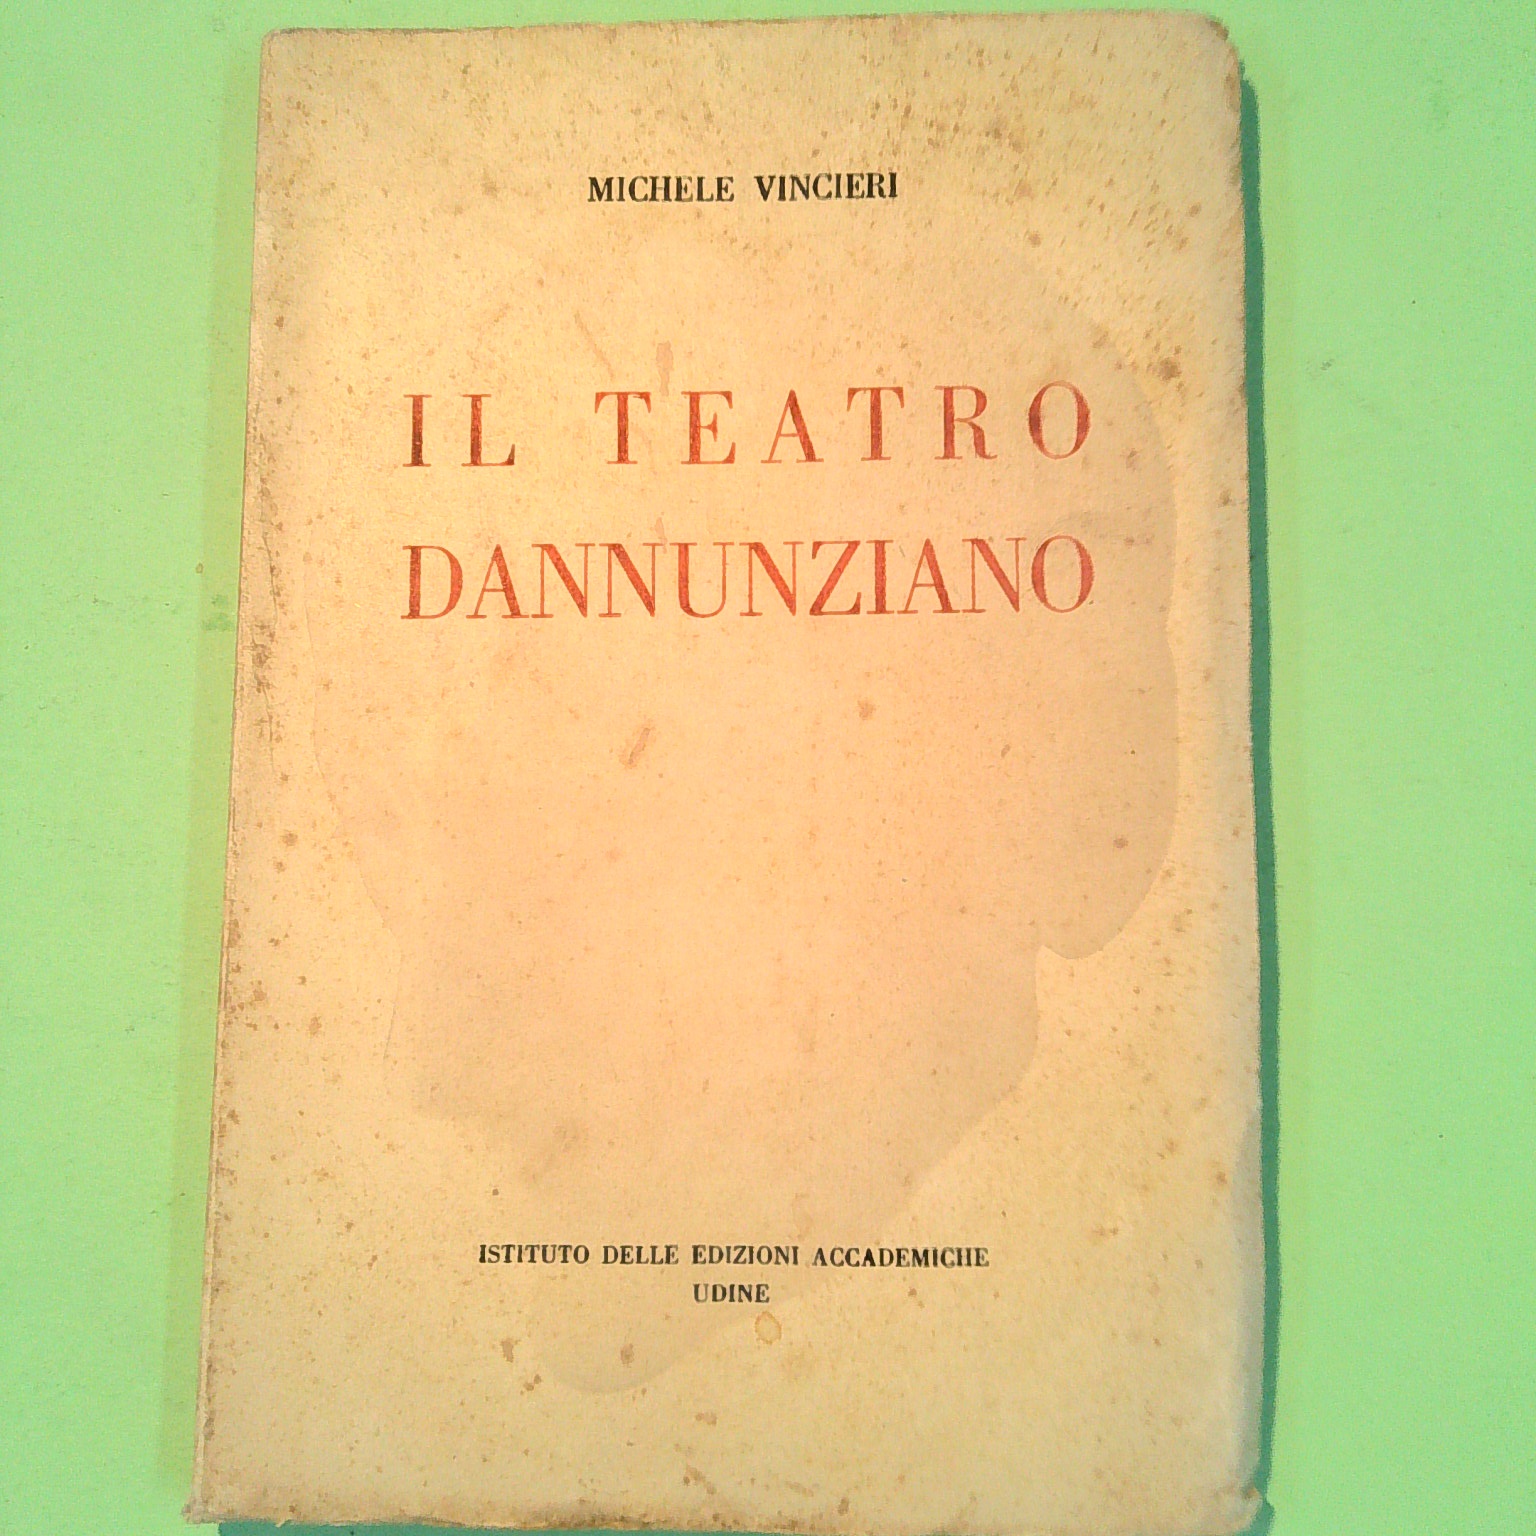 MICHELE VINCIERI
IL TEATRO
DANNUNZIANO
ISTITUTO DELLE EDIZIONI ACCADEMICHE
UDINE